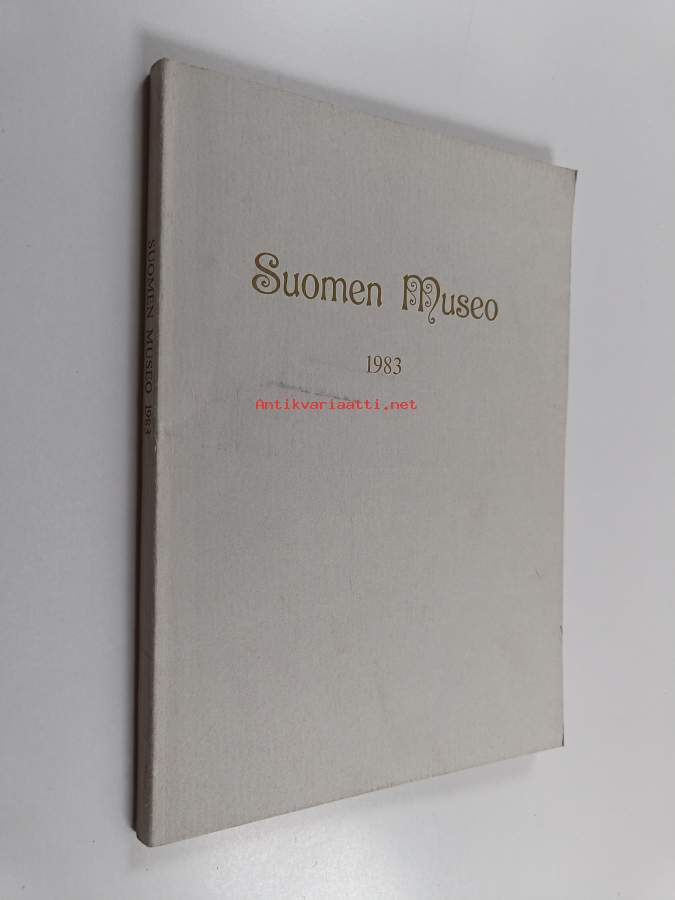 Suomen Museo
1983
Antikvariaatti.net
SUOMEN MUSEO 1983